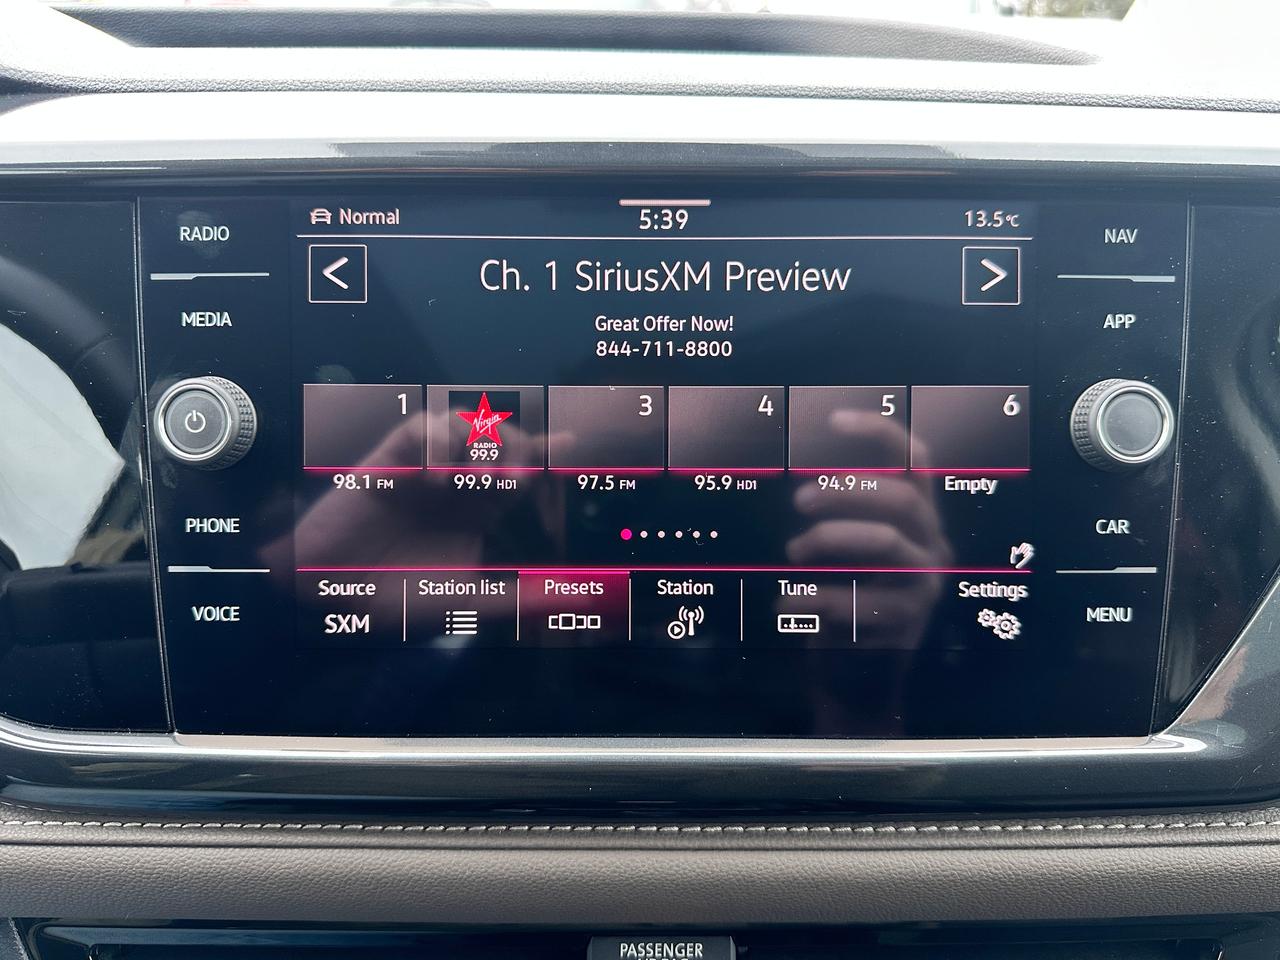 RADIO
MEDIA
PHONE
VOICE
Normal
5:39
13.5°C
Ch. 1 SiriusXM Preview
Great Offer Now!
844-711-8800
1
Virgin
RADIO
99.9
3
4
5
6
98.1 FM
99.9 HD1
97.5 FM
95.9 HD1
94.9 FM
Empty
Source
SXM
Station list
Presets
Station
Tune
Settings
NAV
APP
CAR
MENU
PASSENGER